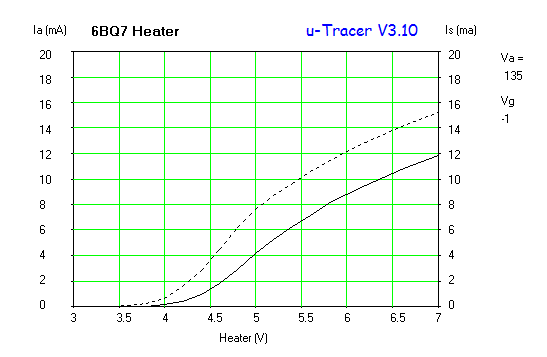 Ia (mA) 6BQ7 Heater u-Tracer V3.10 Is (ma)
20 20
Va =
18 18
135
16 16
Vg
-1
14 14
12 12
10 10
8 8
6 6
4 4
2 2
0 0
3 3.5 4 4.5 5 5.5 6 6.5 7
Heater (V)